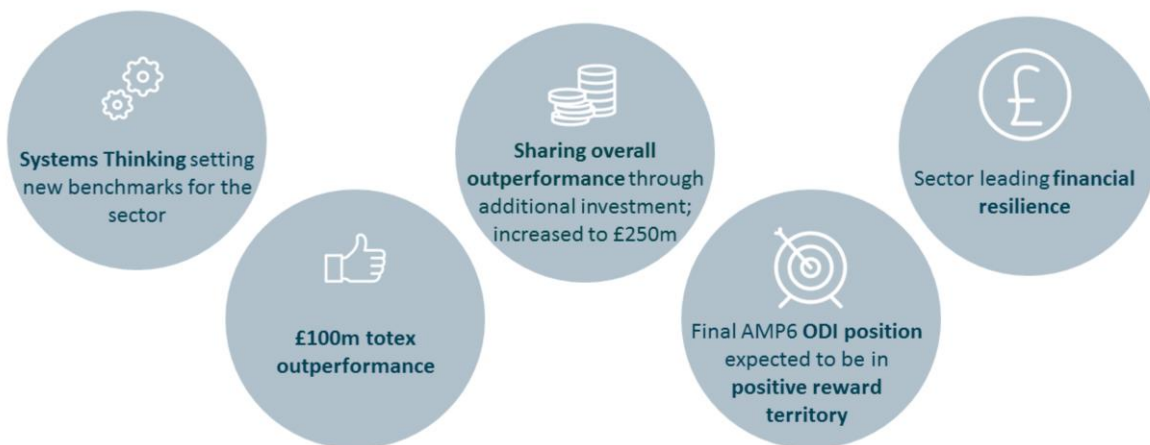 Systems Thinking setting
new benchmarks for the
sector
£100m totex
outperformance
Sharing overall
outperformance through
additional investment;
increased to £250m
Final AMP6 ODI position
expected to be in
positive reward
territory
£
Sector leading financial
resilience